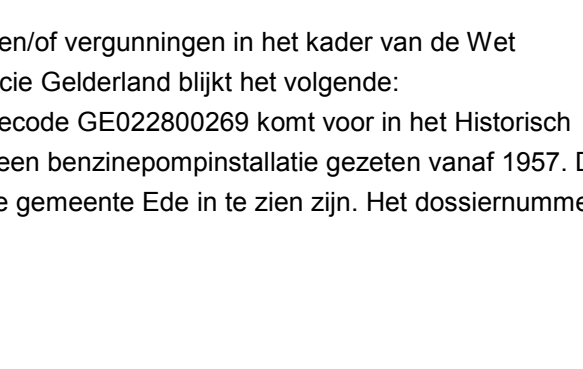 en/of vergunningen in het kader van de Wet
cie Gelderland blijkt het volgende:
ecode GE022800269 komt voor in het Historisch
een benzinepompinstallatie gezeten vanaf 1957. D
e gemeente Ede in te zien zijn. Het dossiernumme